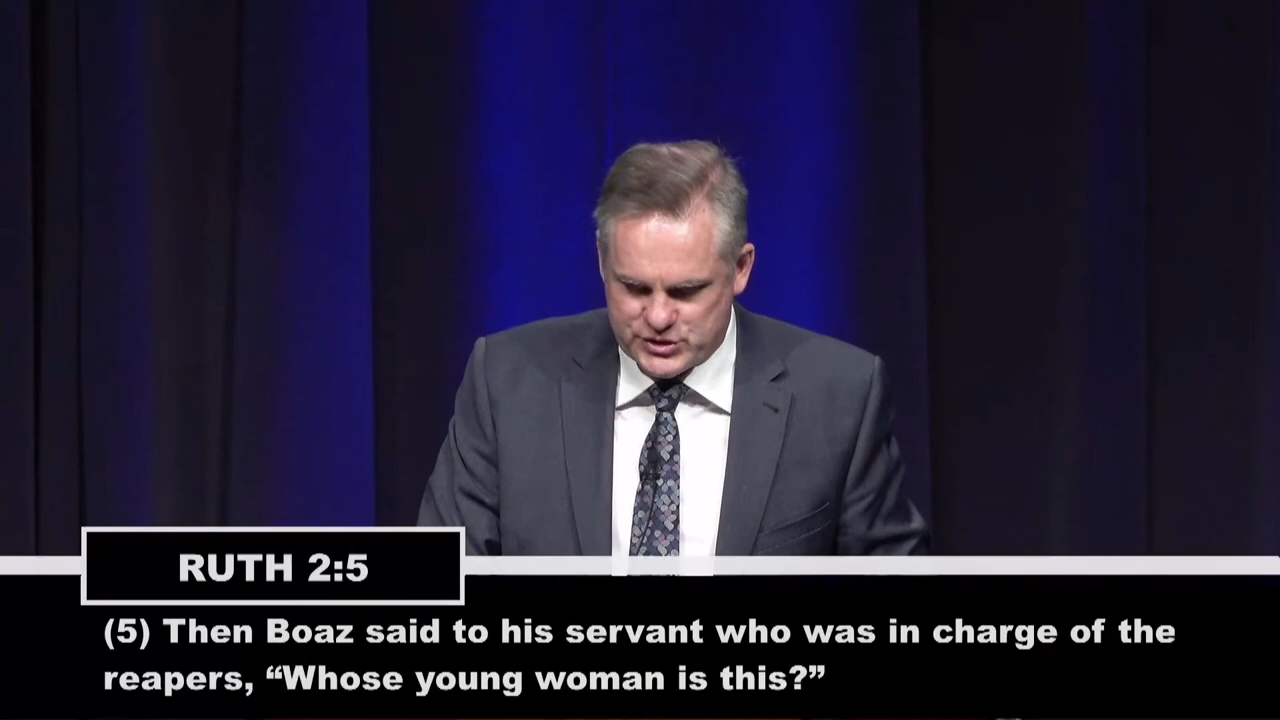 RUTH 2:5
(5) Then Boaz said to his servant who was in charge of the
reapers, “Whose young woman is this?”